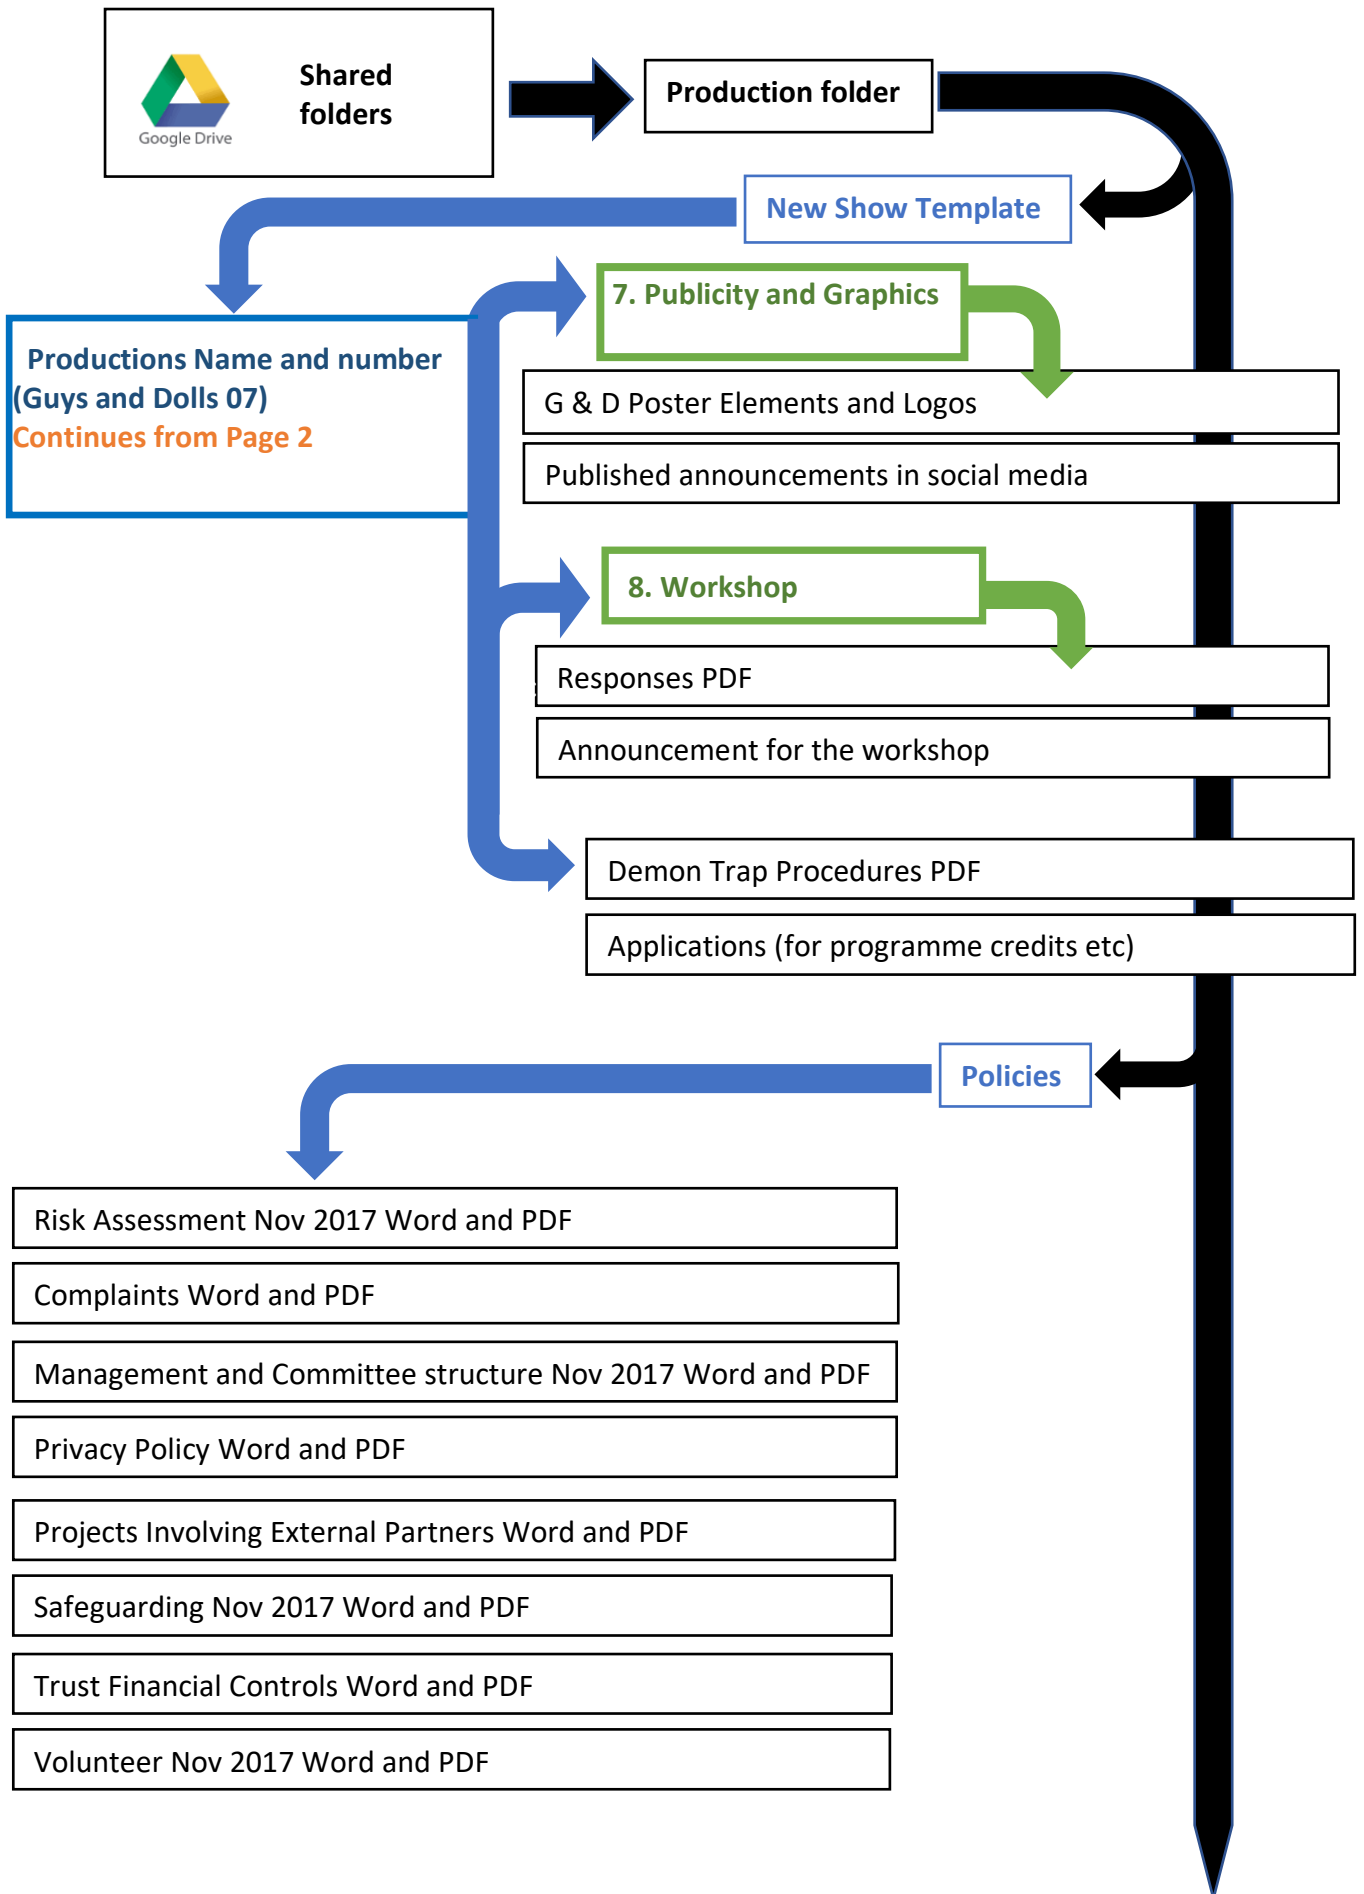 Shared
folders
Google Drive
Production folder
New Show Template
7. Publicity and Graphics
Productions Name and number
(Guys and Dolls 07)
Continues from Page 2
G & D Poster Elements and Logos
Published announcements in social media
8. Workshop
Responses PDF
Announcement for the workshop
Demon Trap Procedures PDF
Applications (for programme credits etc)
Policies
Risk Assessment Nov 2017 Word and PDF
Complaints Word and PDF
Management and Committee structure Nov 2017 Word and PDF
Privacy Policy Word and PDF
Projects Involving External Partners Word and PDF
Safeguarding Nov 2017 Word and PDF
Trust Financial Controls Word and PDF
Volunteer Nov 2017 Word and PDF